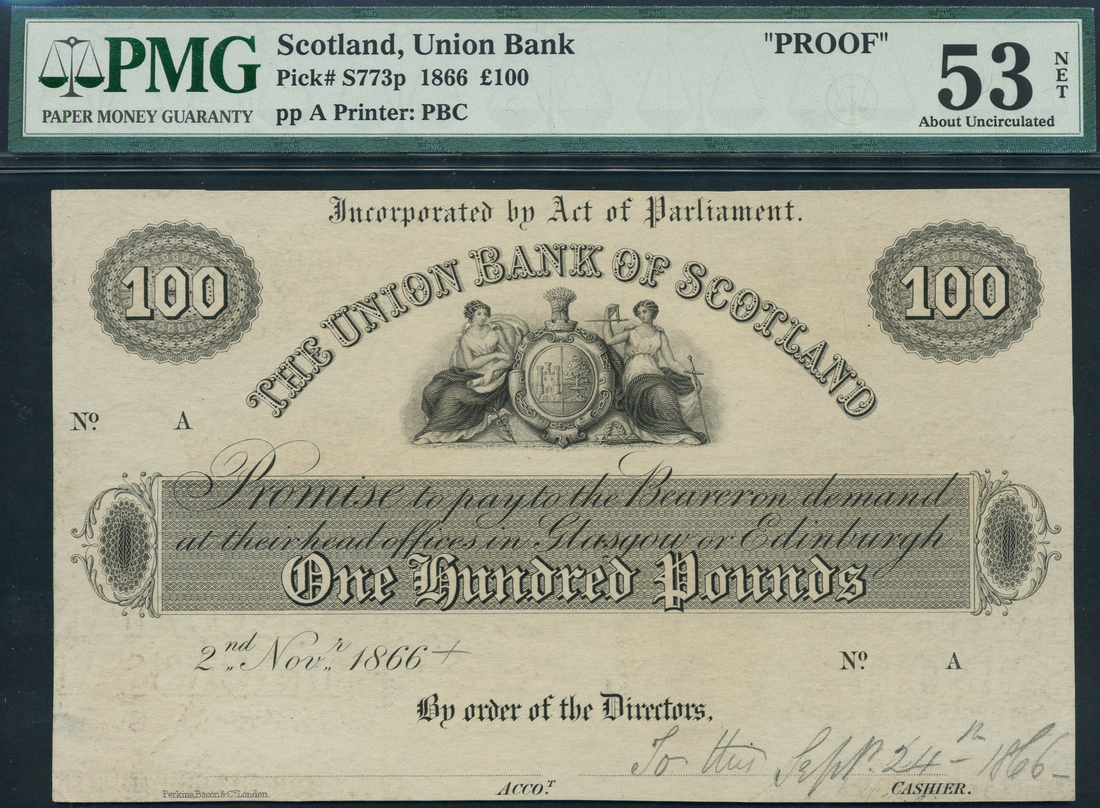 PMG
PAPER MONEY GUARANTY
Scotland, Union Bank
Pick# S773p 1866 £100
pp A Printer: PBC
"PROOF"
53
NET
About Uncirculated
Incorporated by Act of Parliament.
THE UNION BANK OF SCOTLAND
100
100
No. A
Promise to pay to the Bearer on demand
at their head offices in Glasgow or Edinburgh
One Hundred Pounds
2nd Novr 1866 +
No A
By order of the Directors,
To this Sept. 24th 1866
Perkins, Bacon & Co. London.
ACCOT.
CASHIER.